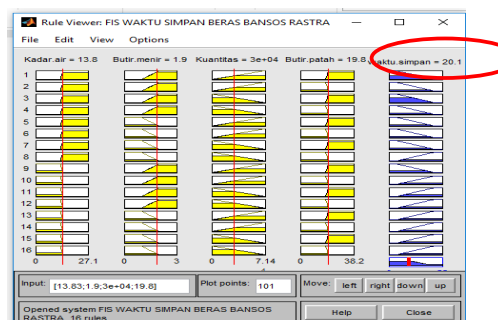 Rule Viewer: FIS WAKTU SIMPAN BERAS BANSOS RASTRA
File Edit View Options
Kadar.air = 13.8 Butir.menir = 1.9 Kuantitas = 3e+04 Butir.patah = 19.8 waktu.simpan = 20.1
1
2
3
4
5
6
7
8
9
10
11
12
13
14
15
16
0 27.1 0 3 0 7.14 0 38.2
Input: [13.83;1.9;3e+04;19.8] Plot points: 101 Move: left right down up
Opened system FIS WAKTU SIMPAN BERAS BANSOS
RASTRA, 16 rules
Help Close